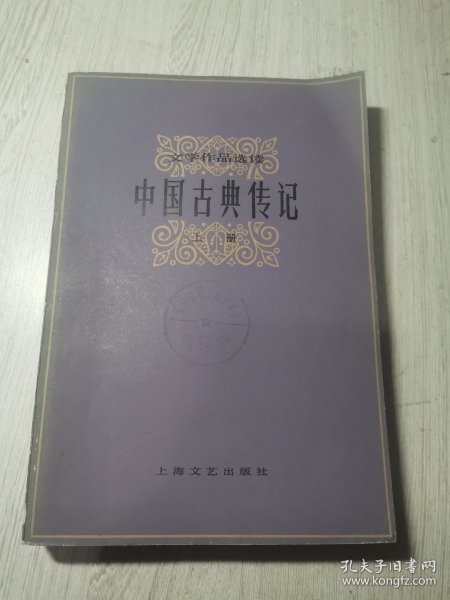 文学作品选读
中国古典传记
上册
上海文艺出版社
孔夫子旧书网
www.kongfz.com